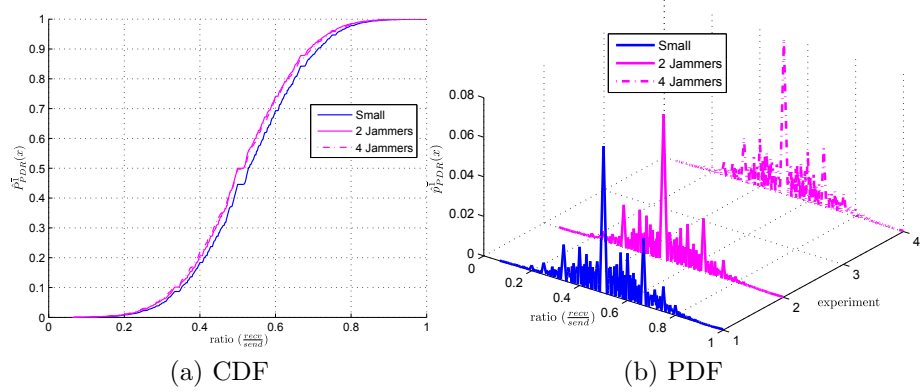 1
0.9
0.8
0.7
0.6
0.5
0.4
0.3
0.2
0.1
0
0 0.2 0.4 0.6 0.8 1
ratio (recv/send)
P̂^Ī_PDR(x)
Small
2 Jammers
4 Jammers
(a) CDF
Small
2 Jammers
4 Jammers
0.08
0.06
0.04
0.02
0
p̂^Ī_PDR(x)
0 0.2 0.4 0.6 0.8 1
ratio (recv/send)
1 2 3 4
experiment
(b) PDF